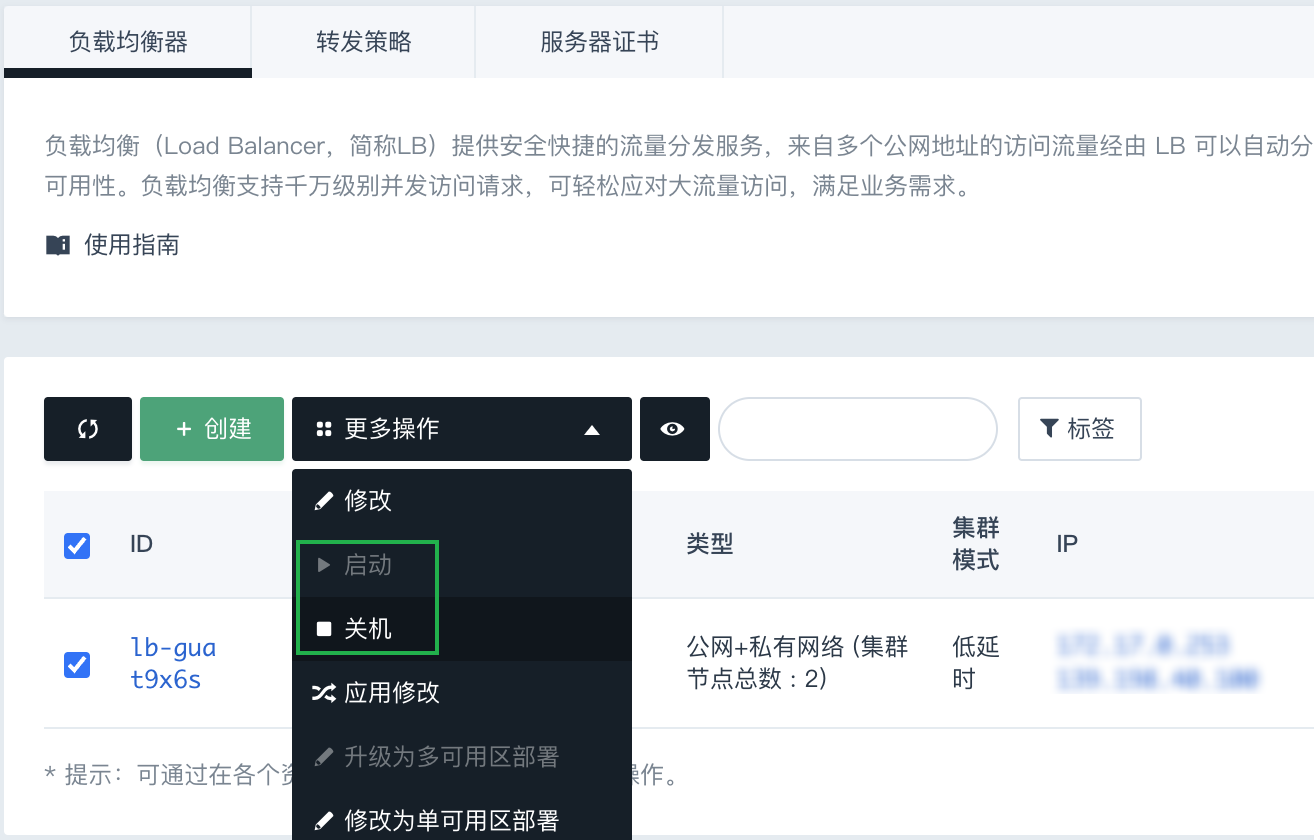 负载均衡器
转发策略
服务器证书
负载均衡（Load Balancer，简称LB）提供安全快捷的流量分发服务，来自多个公网地址的访问流量经由 LB 可以自动分
可用性。负载均衡支持千万级别并发访问请求，可轻松应对大流量访问，满足业务需求。
使用指南
+ 创建
更多操作
标签
修改
启动
关机
应用修改
升级为多可用区部署
修改为单可用区部署
ID
类型
集群
模式
IP
lb-gua
t9x6s
公网+私有网络 (集群
节点总数：2)
低延
时
* 提示：可通过在各个
操作。